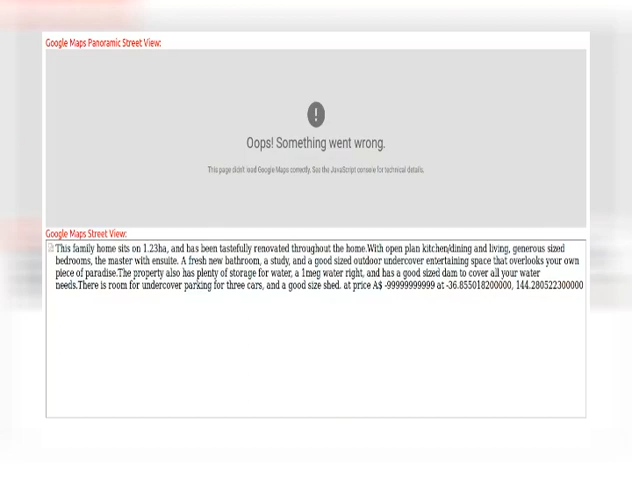 Google Maps Panoramic Street View:
Oops! Something went wrong.
This page didn't load Google Maps correctly. See the JavaScript console for technical details.
Google Maps Street View:
This family home sits on 1.23ha, and has been tastefully renovated throughout the home.With open plan kitchen/dining and living, generous sized
bedrooms, the master with ensuite. A fresh new bathroom, a study, and a good sized outdoor undercover entertaining space that overlooks your own
piece of paradise.The property also has plenty of storage for water, a 1meg water right, and has a good sized dam to cover all your water
needs.There is room for undercover parking for three cars, and a good size shed. at price A$ -99999999999 at -36.855018200000, 144.280522300000